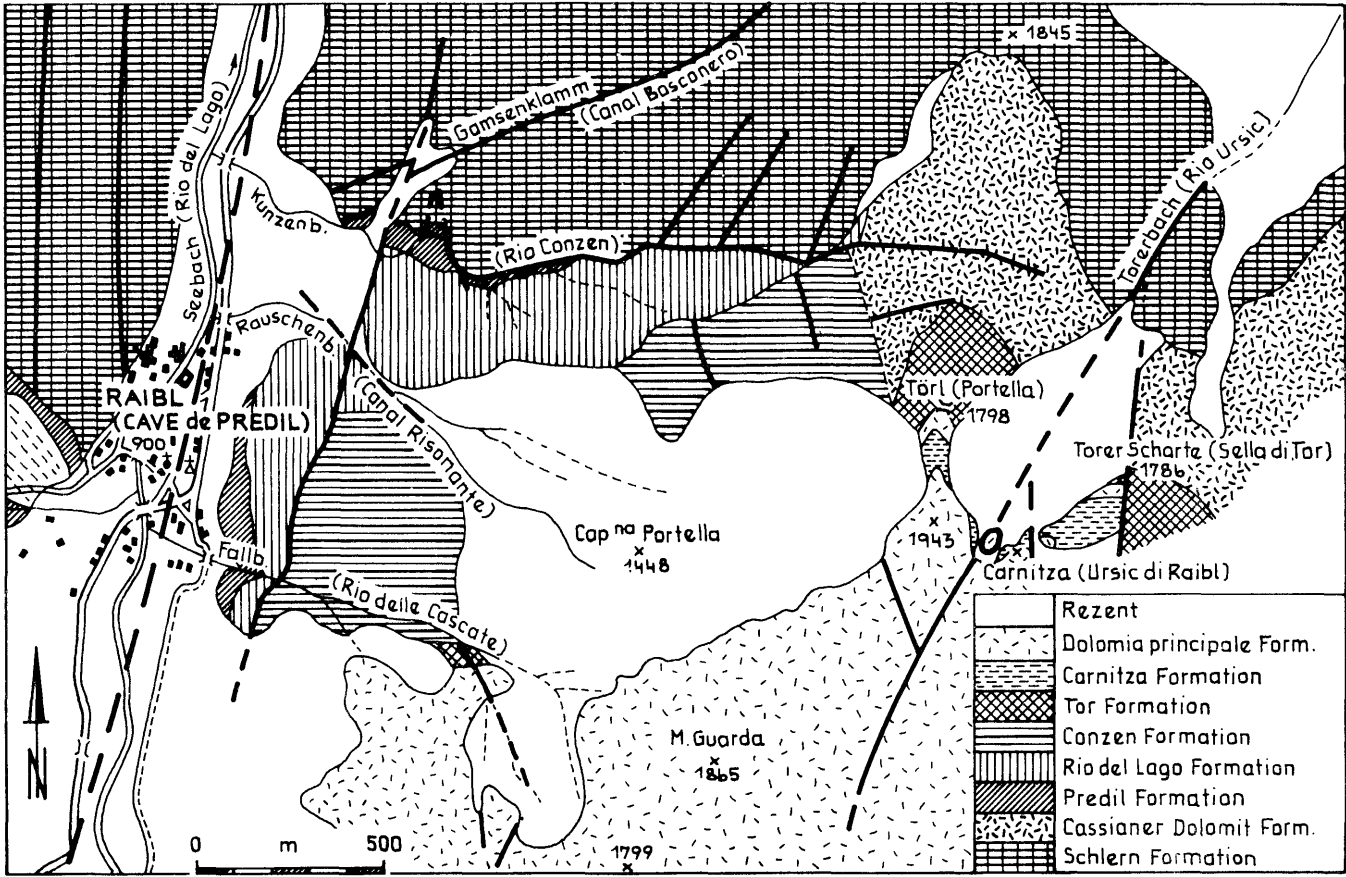 × 1845
Gamsenklamm
(Canal Bosconero)
Seebach (Rio del Lago)
Kunzenb.
(Rio Conzen)
Torerbach (Rio Ursic)
Rauschenb.
(Canal Risonante)
RAIBL
(CAVE de PREDIL)
900
Törl (Portella)
1798
Torer Scharte (Sella di Tor)
1786
Cap na Portella
×
1448
×
1943
Carnitza (Ursic di Raibl)
Fallb.
(Rio delle Cascate)
M. Guarda
×
1865
N
0 m 500
1799
×
Rezent
Dolomia principale Form.
Carnitza Formation
Tor Formation
Conzen Formation
Rio del Lago Formation
Predil Formation
Cassianer Dolomit Form.
Schlern Formation